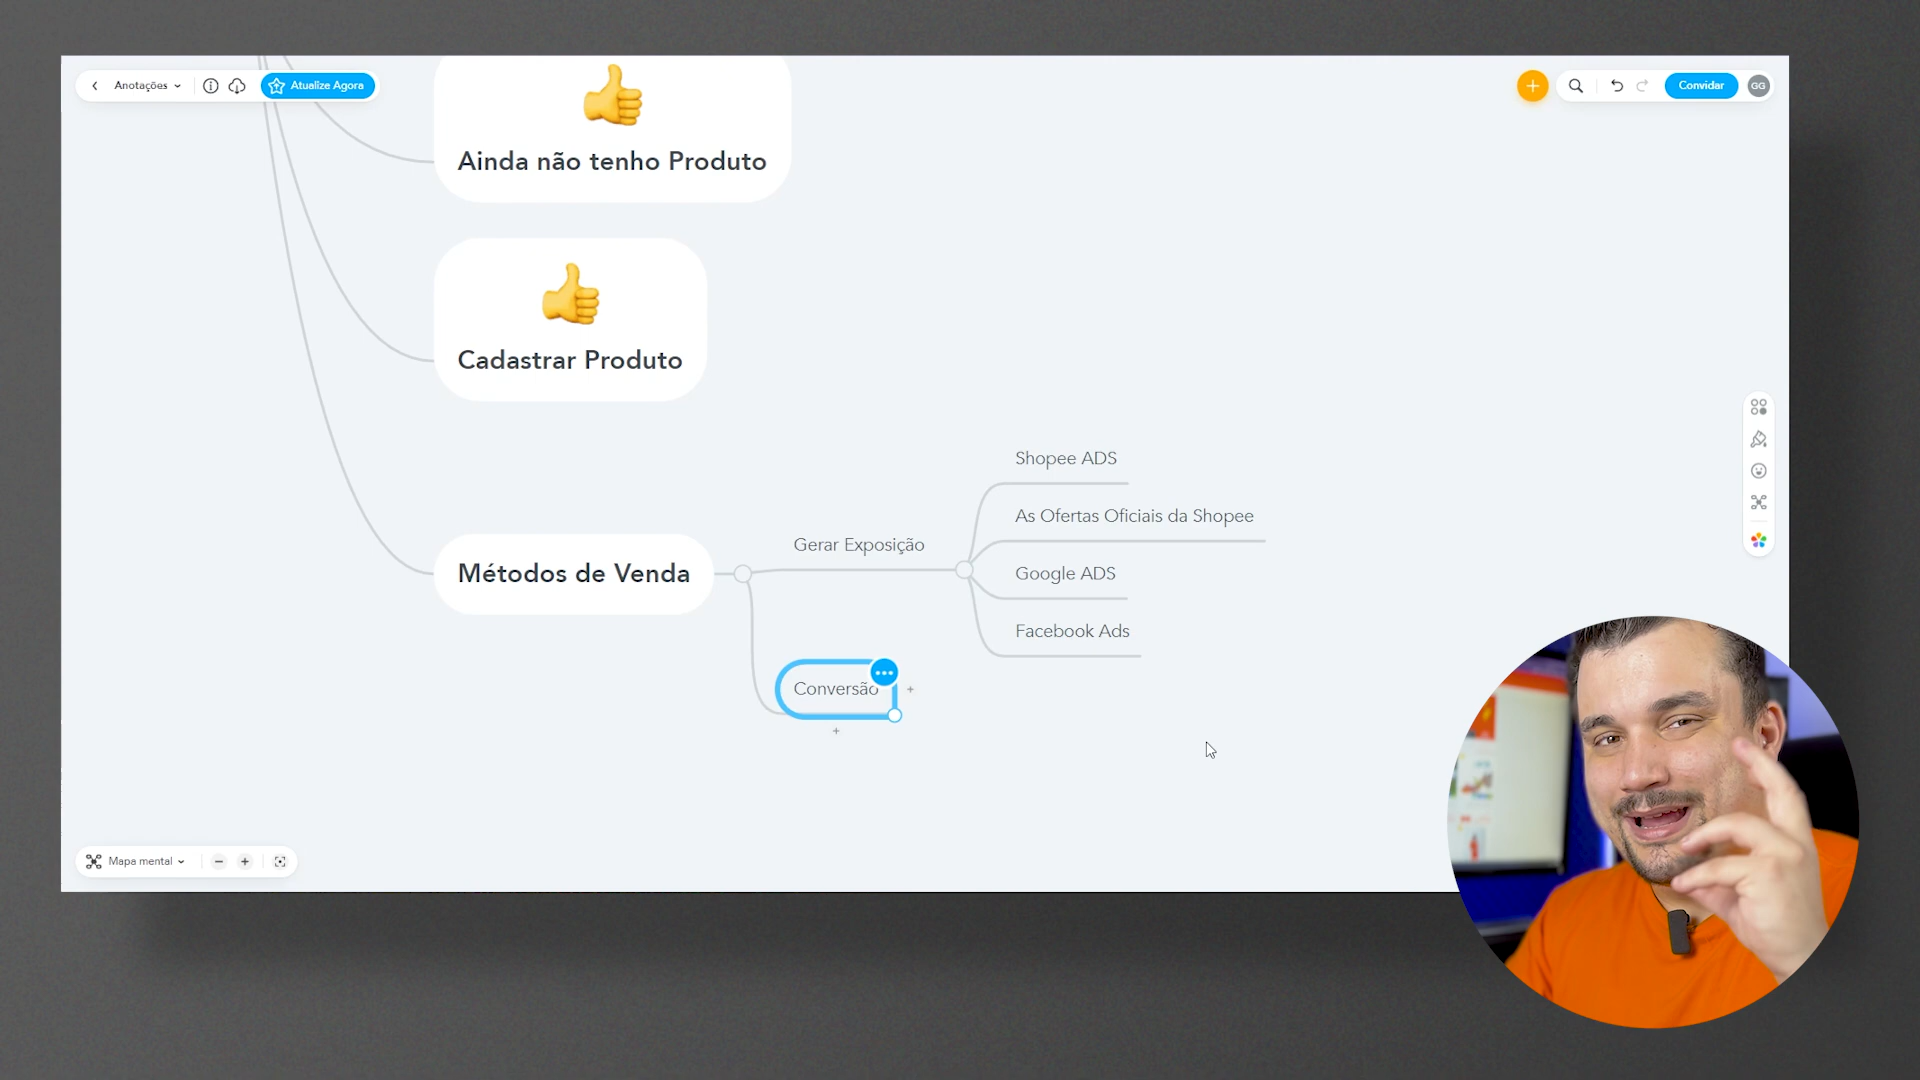 Anotações
Atualize Agora
Convidar
GG
Ainda não tenho Produto
Cadastrar Produto
Shopee ADS
As Ofertas Oficiais da Shopee
Gerar Exposição
Métodos de Venda
Google ADS
Facebook Ads
Conversão
Mapa mental